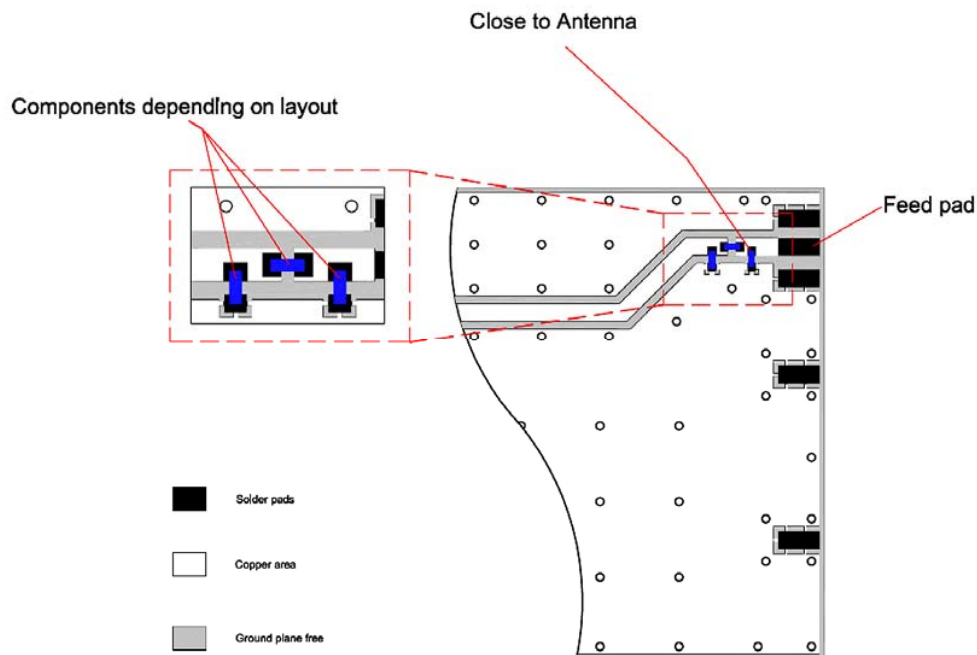 Close to Antenna
Components depending on layout
Feed pad
Solder pads
Copper area
Ground plane free